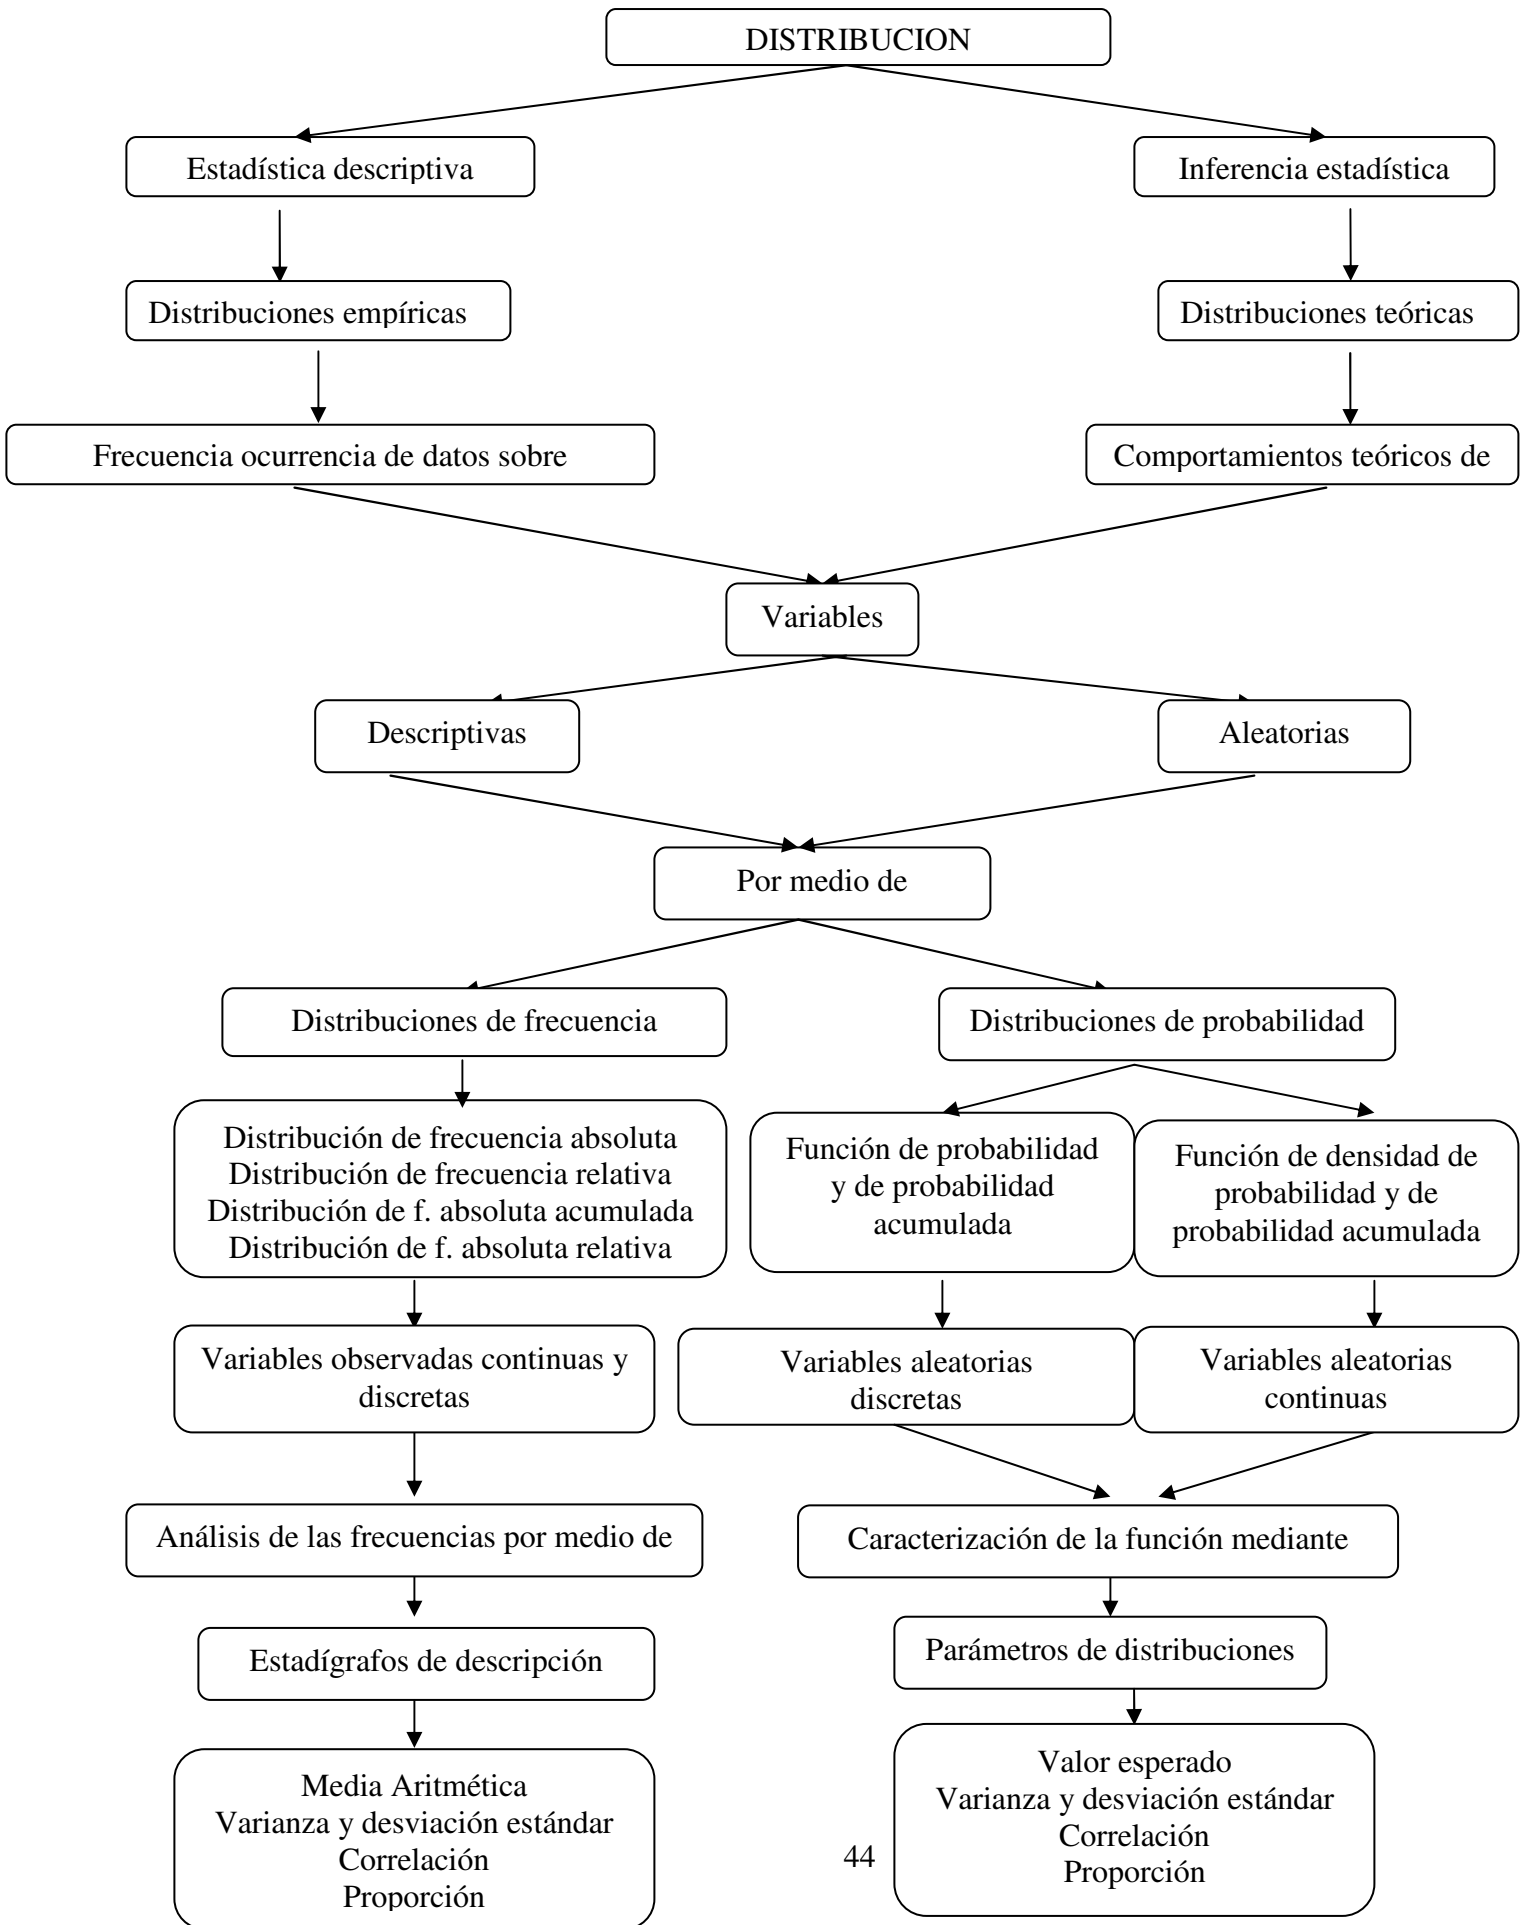 DISTRIBUCION
Estadística descriptiva
Inferencia estadística
Distribuciones empíricas
Distribuciones teóricas
Frecuencia ocurrencia de datos sobre
Comportamientos teóricos de
Variables
Descriptivas
Aleatorias
Por medio de
Distribuciones de frecuencia
Distribuciones de probabilidad
Distribución de frecuencia absoluta
Distribución de frecuencia relativa
Distribución de f. absoluta acumulada
Distribución de f. absoluta relativa
Función de probabilidad
y de probabilidad
acumulada
Función de densidad de
probabilidad y de
probabilidad acumulada
Variables observadas continuas y
discretas
Variables aleatorias
discretas
Variables aleatorias
continuas
Análisis de las frecuencias por medio de
Caracterización de la función mediante
Estadígrafos de descripción
Parámetros de distribuciones
Media Aritmética
Varianza y desviación estándar
Correlación
Proporción
Valor esperado
Varianza y desviación estándar
Correlación
Proporción
44